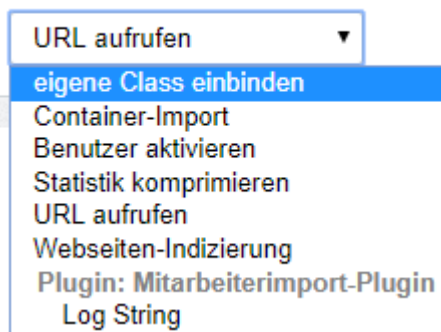 URL aufrufen
eigene Class einbinden
Container-Import
Benutzer aktivieren
Statistik komprimieren
URL aufrufen
Webseiten-Indizierung
Plugin: Mitarbeiterimport-Plugin
Log String